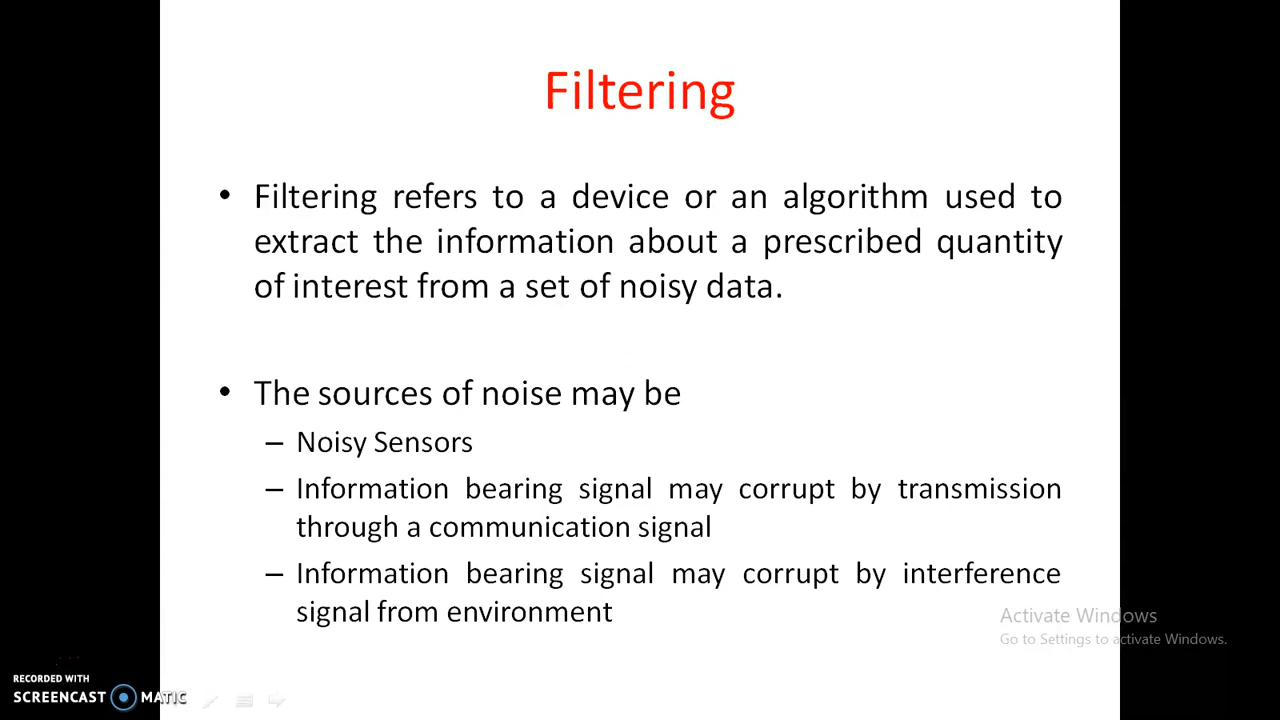 Filtering
• Filtering refers to a device or an algorithm used to
extract the information about a prescribed quantity
of interest from a set of noisy data.
• The sources of noise may be
– Noisy Sensors
– Information bearing signal may corrupt by transmission
through a communication signal
– Information bearing signal may corrupt by interference
signal from environment
Activate Windows
Go to Settings to activate Windows.
RECORDED WITH
SCREENCAST MATIC